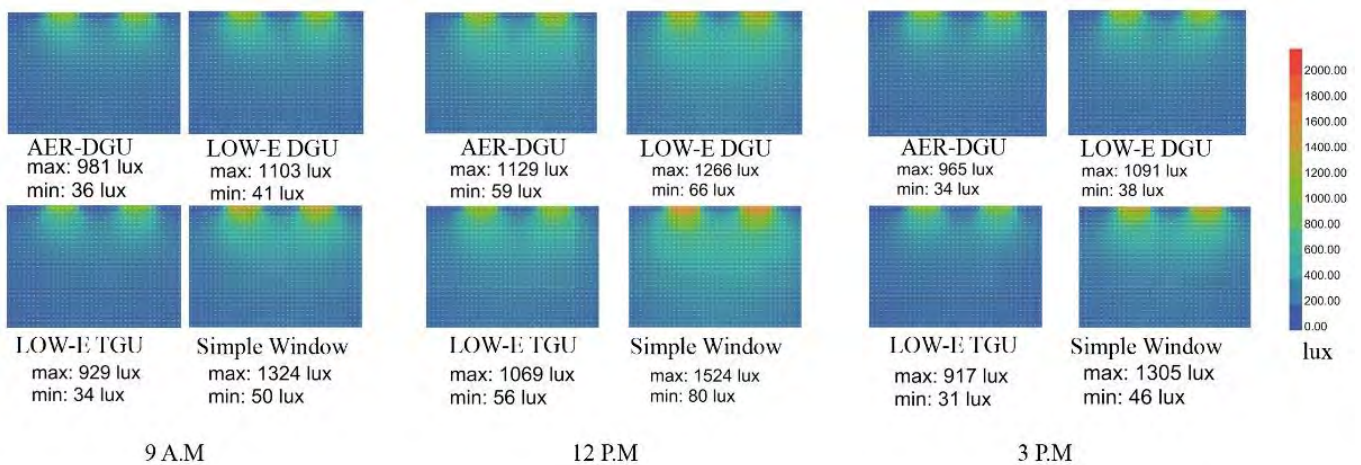 AER-DGU
max: 981 lux
min: 36 lux
LOW-E DGU
max: 1103 lux
min: 41 lux
LOW-E TGU
max: 929 lux
min: 34 lux
Simple Window
max: 1324 lux
min: 50 lux
9 A.M
AER-DGU
max: 1129 lux
min: 59 lux
LOW-E DGU
max: 1266 lux
min: 66 lux
LOW-E TGU
max: 1069 lux
min: 56 lux
Simple Window
max: 1524 lux
min: 80 lux
12 P.M
AER-DGU
max: 965 lux
min: 34 lux
LOW-E DGU
max: 1091 lux
min: 38 lux
LOW-E TGU
max: 917 lux
min: 31 lux
Simple Window
max: 1305 lux
min: 46 lux
3 P.M
2000.00
1800.00
1600.00
1400.00
1200.00
1000.00
800.00
600.00
400.00
200.00
0.00
lux